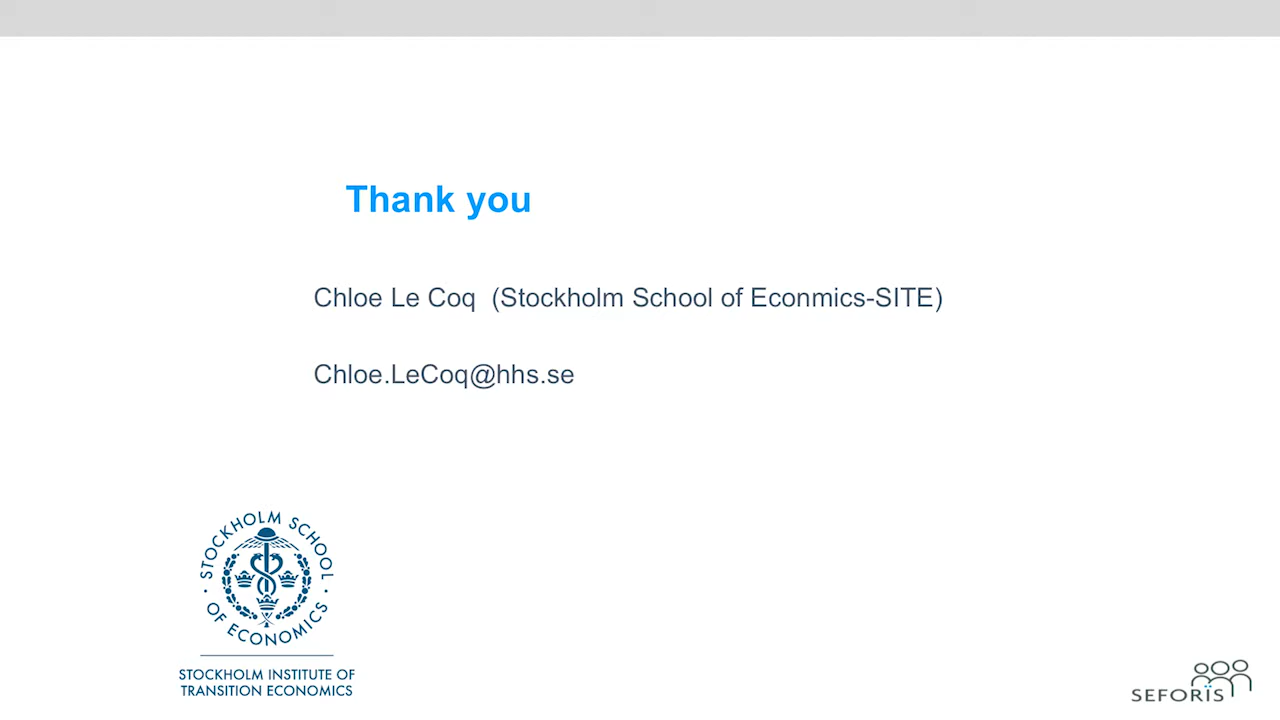 Thank you
Chloe Le Coq  (Stockholm School of Econmics-SITE)
Chloe.LeCoq@hhs.se
STOCKHOLM SCHOOL
OF ECONOMICS
STOCKHOLM INSTITUTE OF
TRANSITION ECONOMICS
SEFORÏS